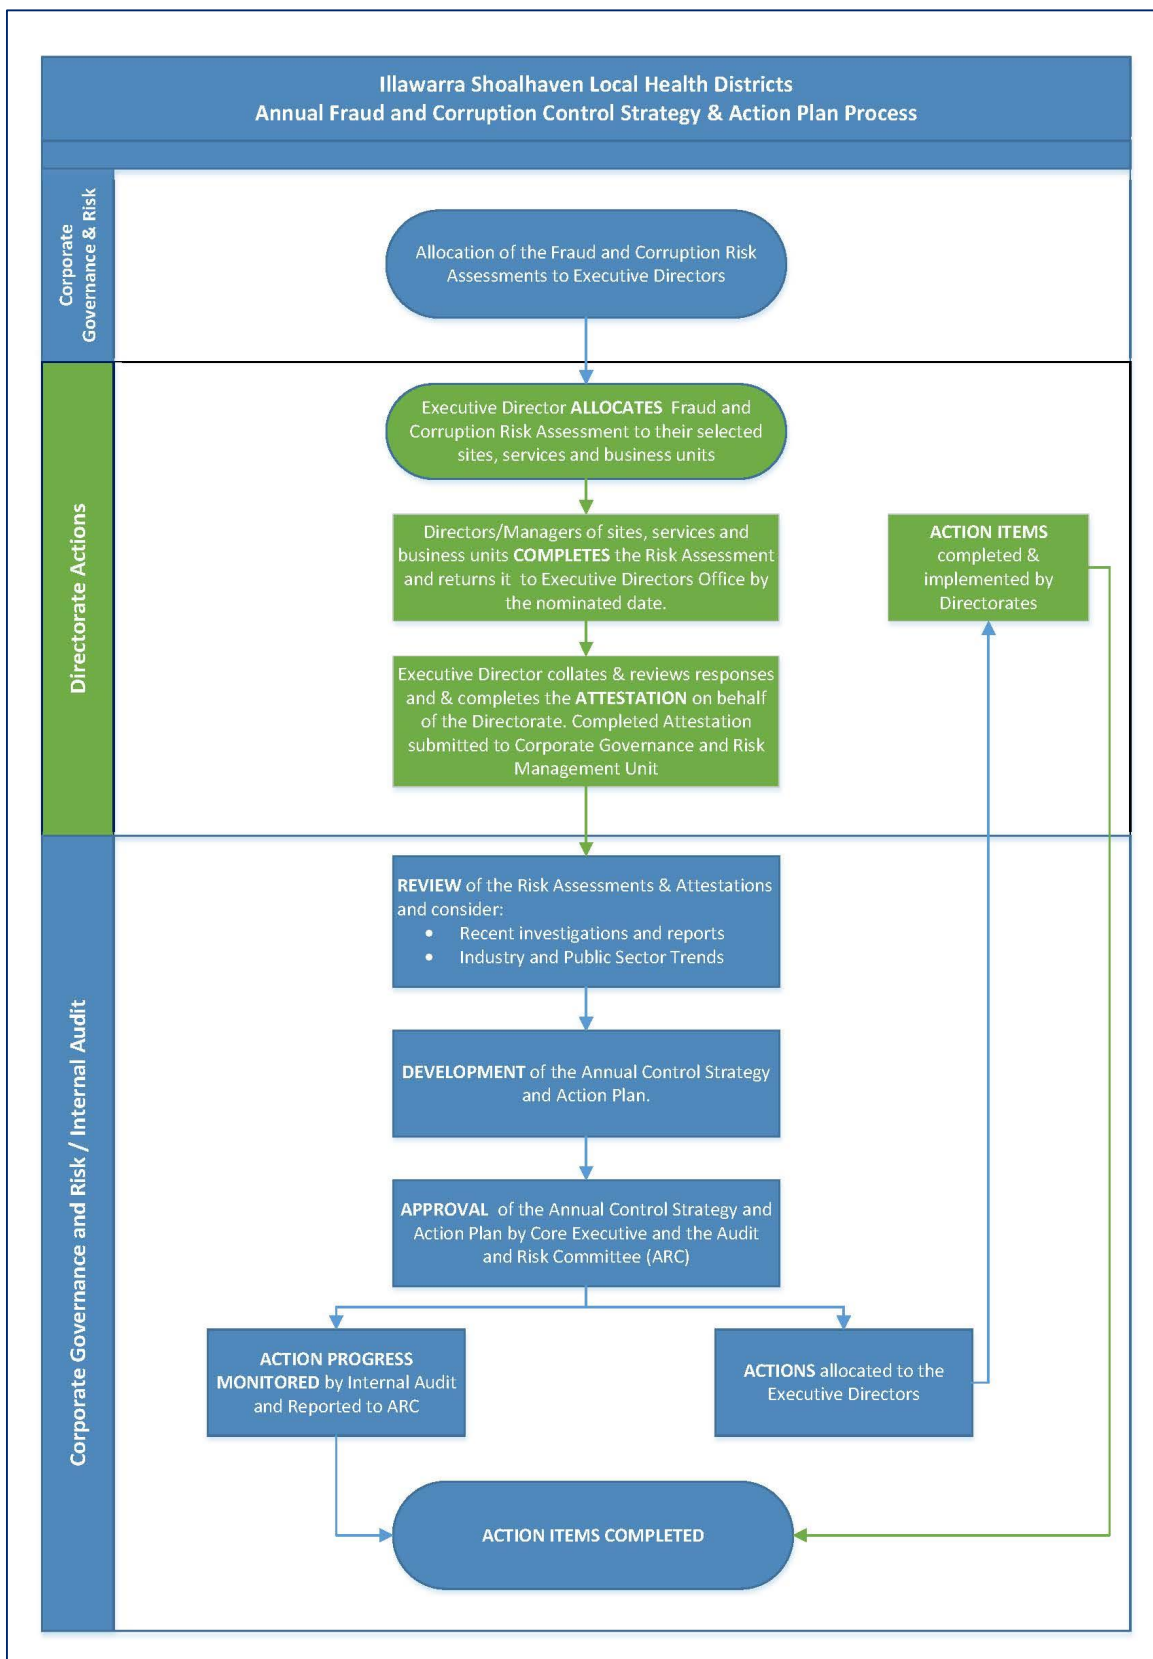 Illawarra Shoalhaven Local Health Districts
Annual Fraud and Corruption Control Strategy & Action Plan Process
Corporate
Governance & Risk
Allocation of the Fraud and Corruption Risk
Assessments to Executive Directors
Directorate Actions
Executive Director ALLOCATES Fraud and
Corruption Risk Assessment to their selected
sites, services and business units
Directors/Managers of sites, services and
business units COMPLETES the Risk Assessment
and returns it to Executive Directors Office by
the nominated date.
ACTION ITEMS
completed &
implemented by
Directorates
Executive Director collates & reviews responses
and & completes the ATTESTATION on behalf
of the Directorate. Completed Attestation
submitted to Corporate Governance and Risk
Management Unit
Corporate Governance and Risk / Internal Audit
REVIEW of the Risk Assessments & Attestations
and consider:
• Recent investigations and reports
• Industry and Public Sector Trends
DEVELOPMENT of the Annual Control Strategy
and Action Plan.
APPROVAL of the Annual Control Strategy and
Action Plan by Core Executive and the Audit
and Risk Committee (ARC)
ACTION PROGRESS
MONITORED by Internal Audit
and Reported to ARC
ACTIONS allocated to the
Executive Directors
ACTION ITEMS COMPLETED